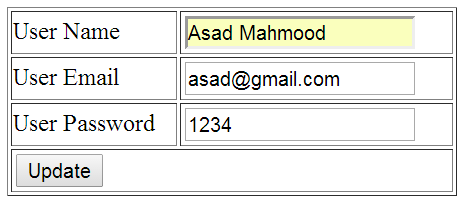 User Name Asad Mahmood
User Email asad@gmail.com
User Password 1234
Update